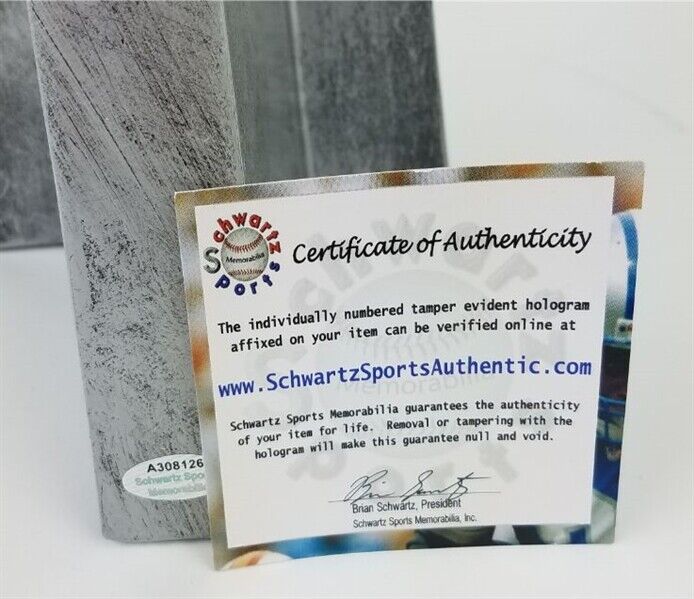 Schwartz
Memorabilia
Sports
Certificate of Authenticity
The individually numbered tamper evident hologram
affixed on your item can be verified online at
www.SchwartzSportsAuthentic.com
Schwartz Sports Memorabilia guarantees the authenticity
of your item for life. Removal or tampering with the
hologram will make this guarantee null and void.
Brian Schwartz, President
Schwartz Sports Memorabilia, Inc.
A308126
Schwartz Spo
Memorabilia